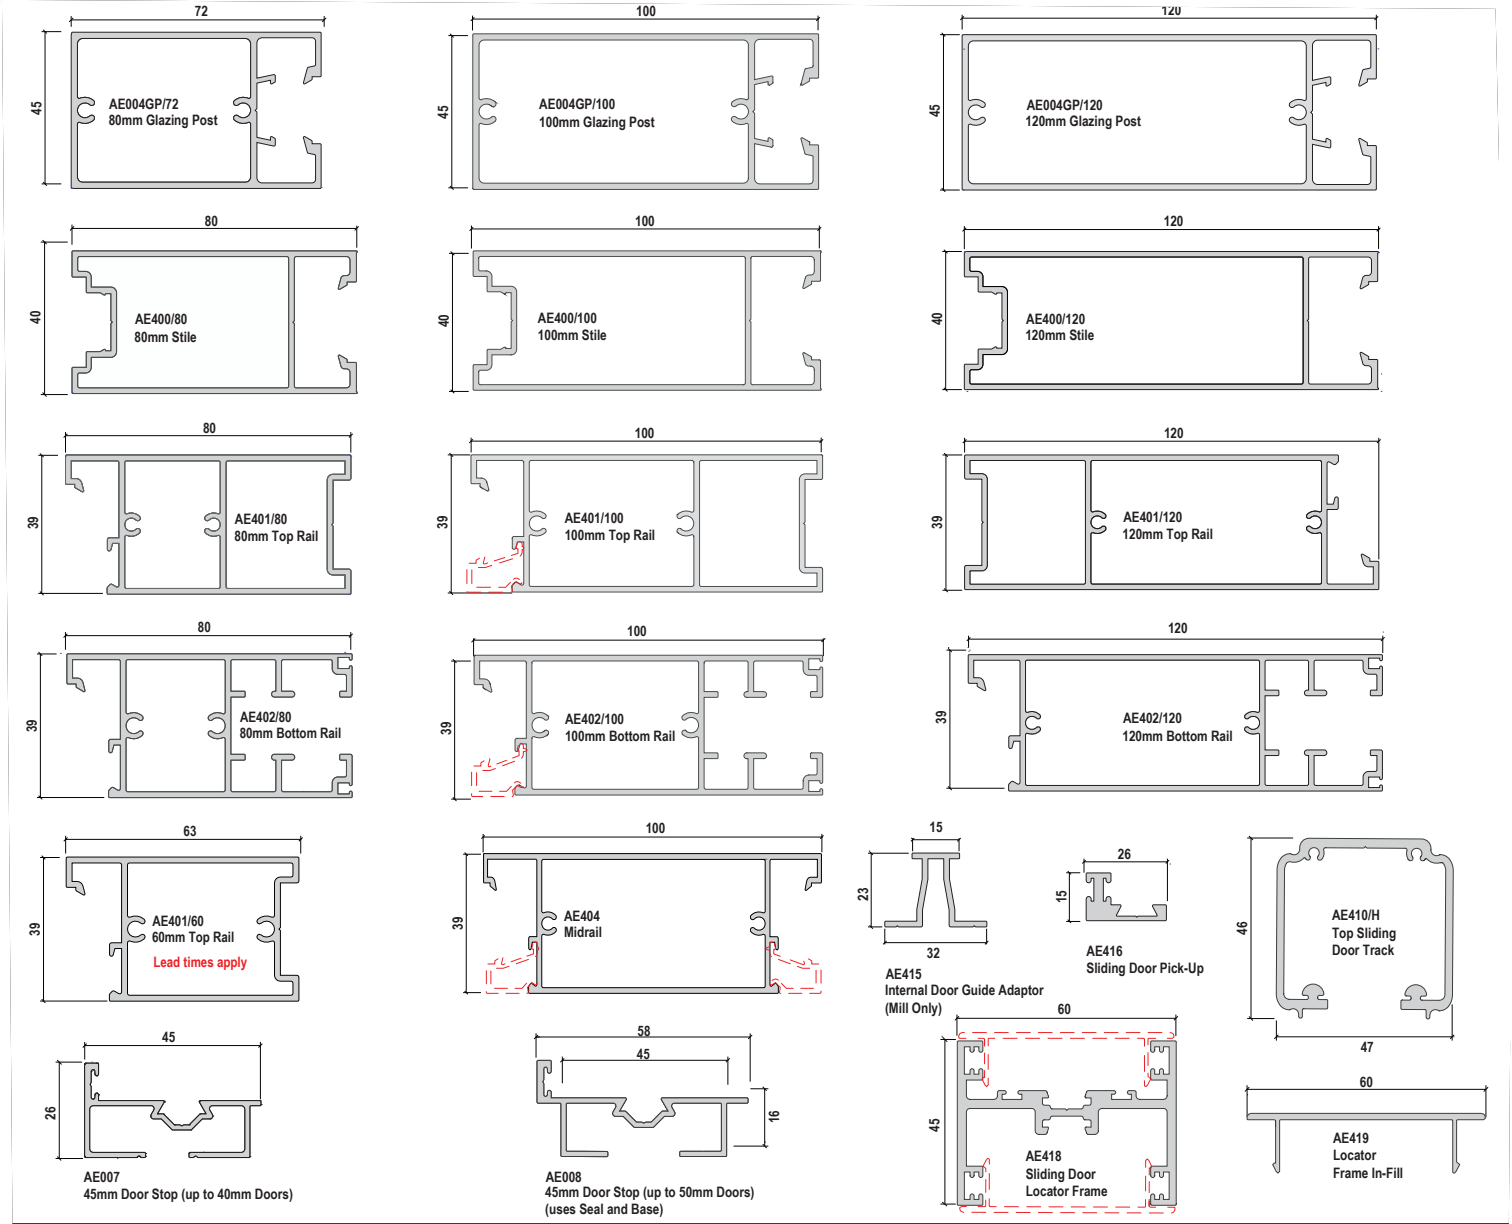 72
45
AE004GP/72
80mm Glazing Post
100
45
AE004GP/100
100mm Glazing Post
120
45
AE004GP/120
120mm Glazing Post
80
40
AE400/80
80mm Stile
100
40
AE400/100
100mm Stile
120
40
AE400/120
120mm Stile
80
39
AE401/80
80mm Top Rail
100
39
AE401/100
100mm Top Rail
120
39
AE401/120
120mm Top Rail
80
39
AE402/80
80mm Bottom Rail
100
39
AE402/100
100mm Bottom Rail
120
39
AE402/120
120mm Bottom Rail
63
39
AE401/60
60mm Top Rail
Lead times apply
100
39
AE404
Midrail
15
23
32
AE415
Internal Door Guide Adaptor
(Mill Only)
26
15
AE416
Sliding Door Pick-Up
46
AE410/H
Top Sliding
Door Track
47
45
26
AE007
45mm Door Stop (up to 40mm Doors)
58
45
16
AE008
45mm Door Stop (up to 50mm Doors)
(uses Seal and Base)
60
45
AE418
Sliding Door
Locator Frame
60
AE419
Locator
Frame In-Fill